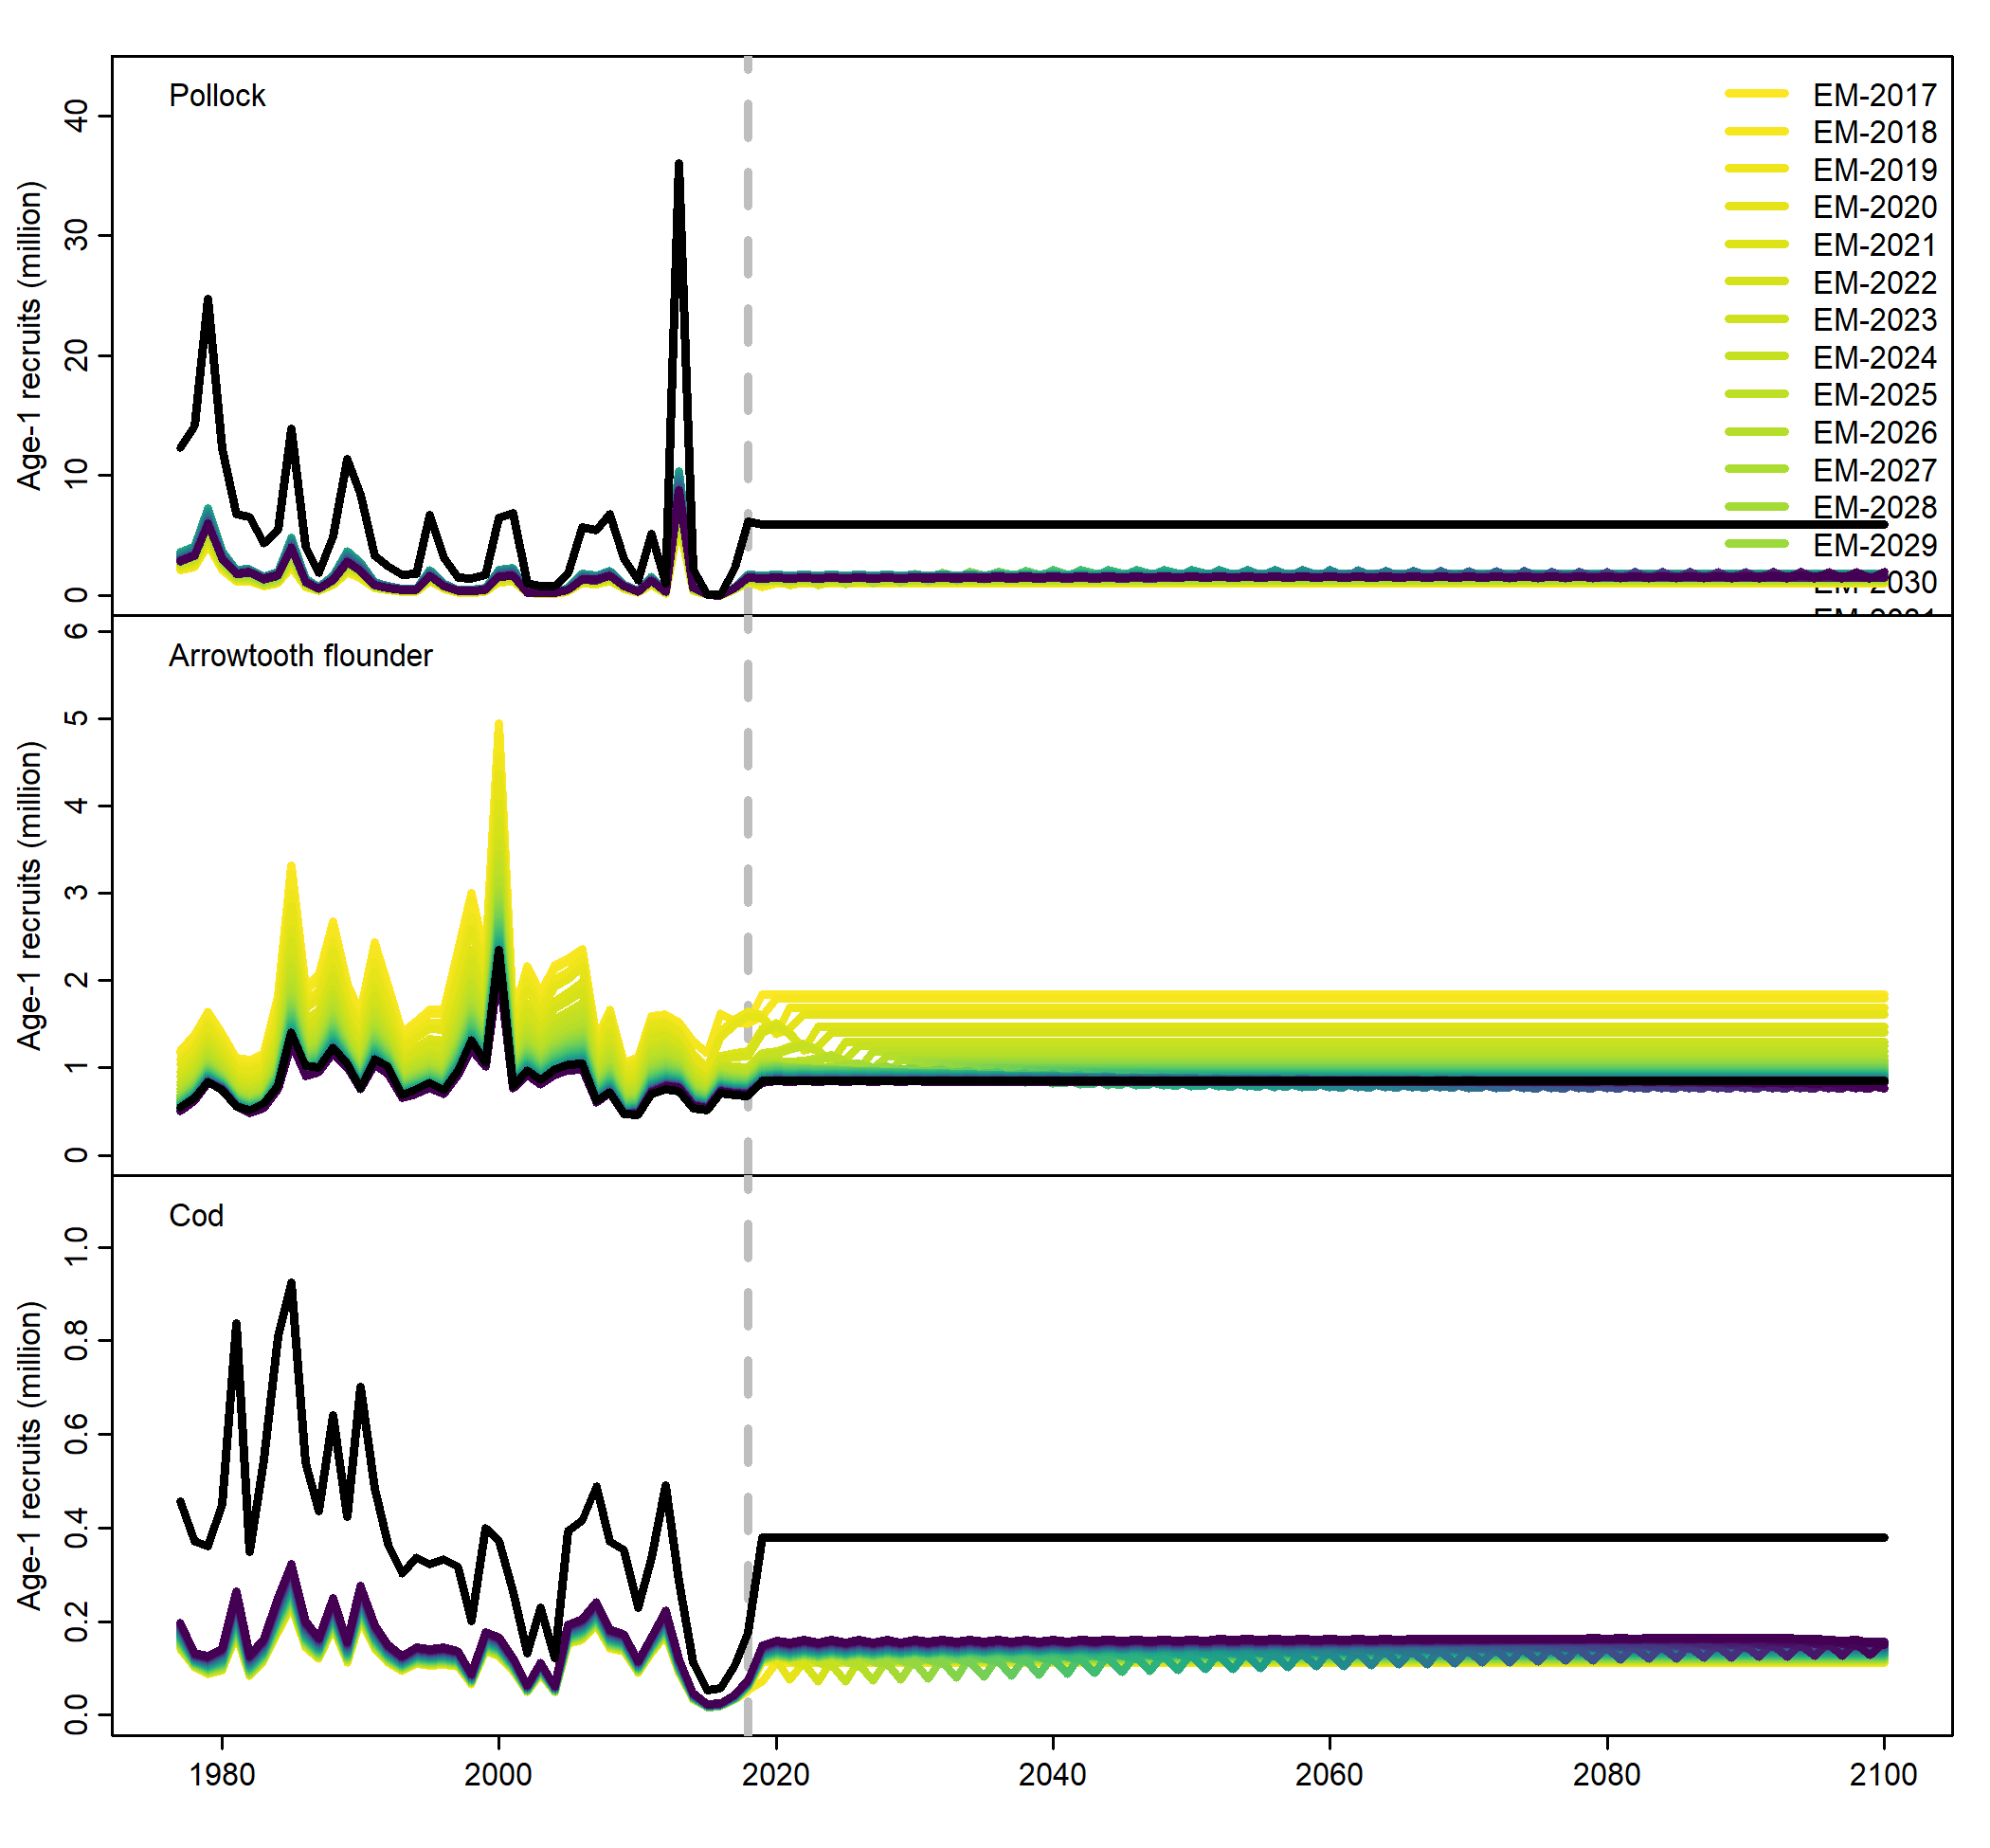 Pollock
Age-1 recruits (million)
40
30
20
10
0
EM-2017
EM-2018
EM-2019
EM-2020
EM-2021
EM-2022
EM-2023
EM-2024
EM-2025
EM-2026
EM-2027
EM-2028
EM-2029
EM-2030
Arrowtooth flounder
Age-1 recruits (million)
6
5
4
3
2
1
0
Cod
Age-1 recruits (million)
1.0
0.8
0.6
0.4
0.2
0.0
1980 2000 2020 2040 2060 2080 2100